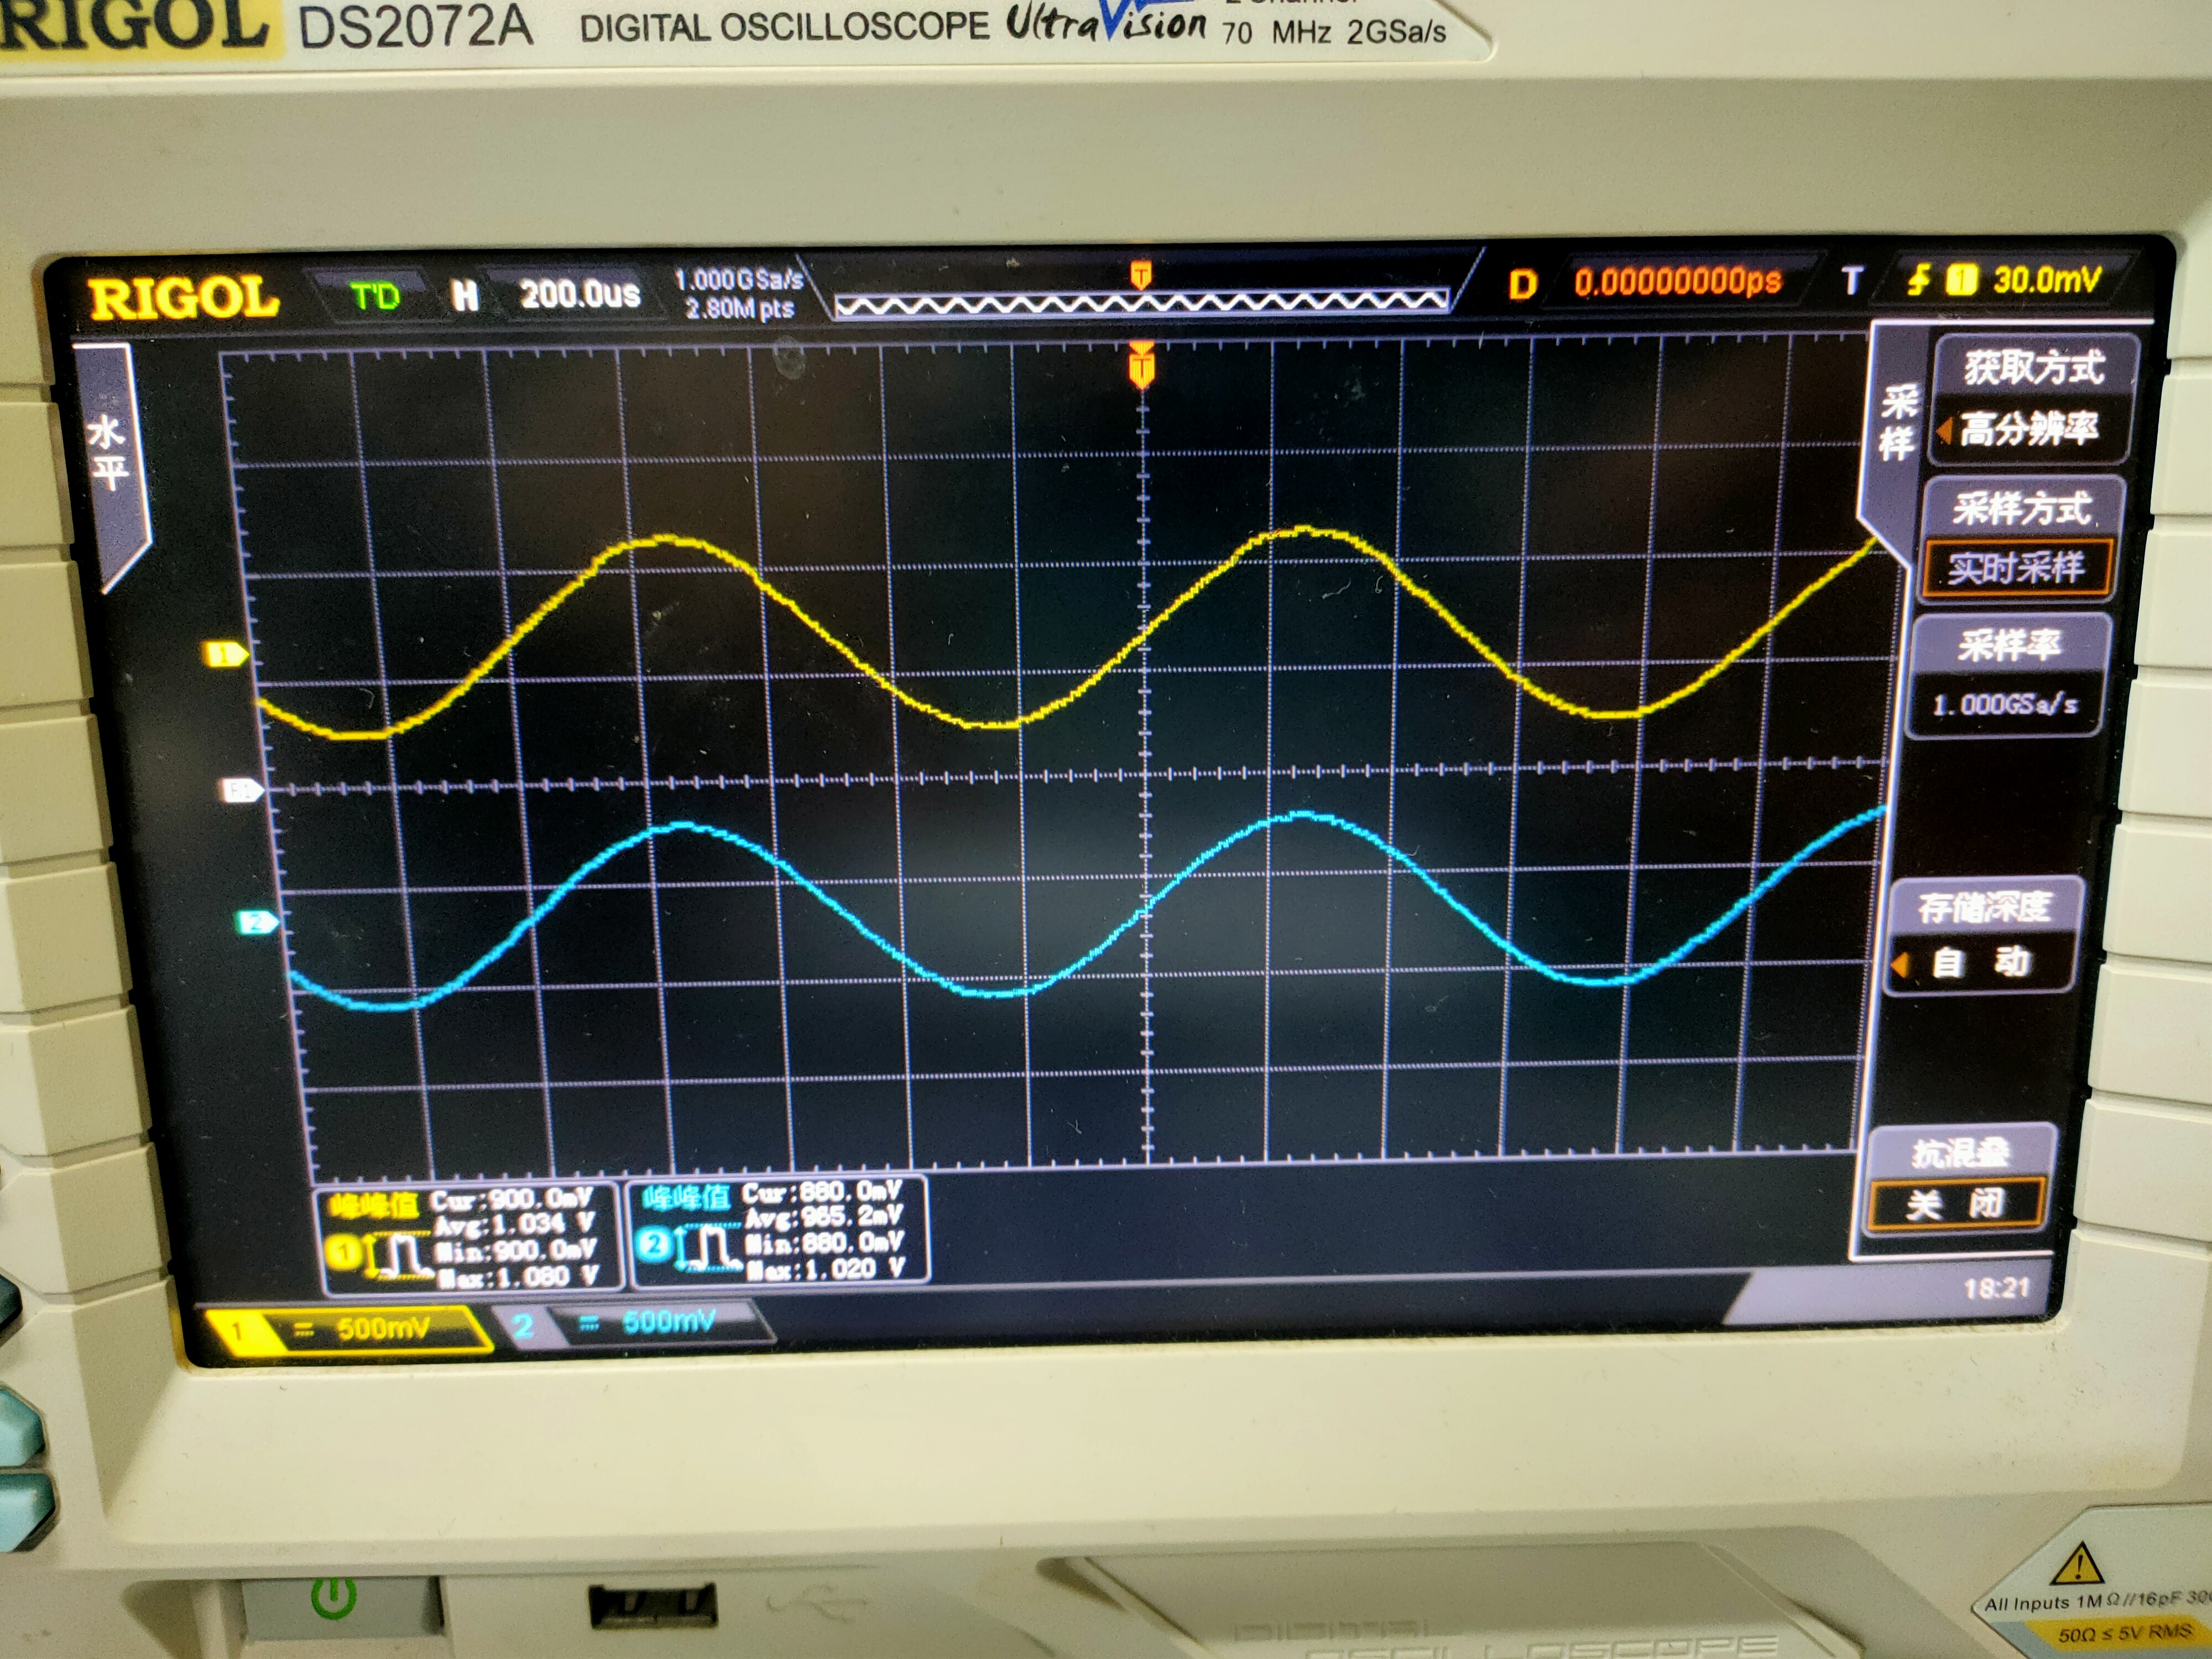 RIGOL DS2072A DIGITAL OSCILLOSCOPE UltraVision
70 MHz 2GSa/s
RIGOL T'D H 200.0us 1.000GSa/s
2.80M pts
T
D 0.00000000ps T 1 30.0mV
水平
T
采样
获取方式
高分辨率
采样方式
实时采样
采样率
1.000GSa/s
存储深度
自 动
抗混叠
关 闭
1
2
峰峰值 Cur:900.0mV
Avg:1.034 V
1 Min:900.0mV
Max:1.080 V
峰峰值 Cur:880.0mV
Avg:965.2mV
2 Min:880.0mV
Max:1.020 V
1 500mV 2 500mV
18:21
DIGITAL
OSCILLOSCOPE
All Inputs 1MΩ//16pF
50Ω ≤ 5V RMS